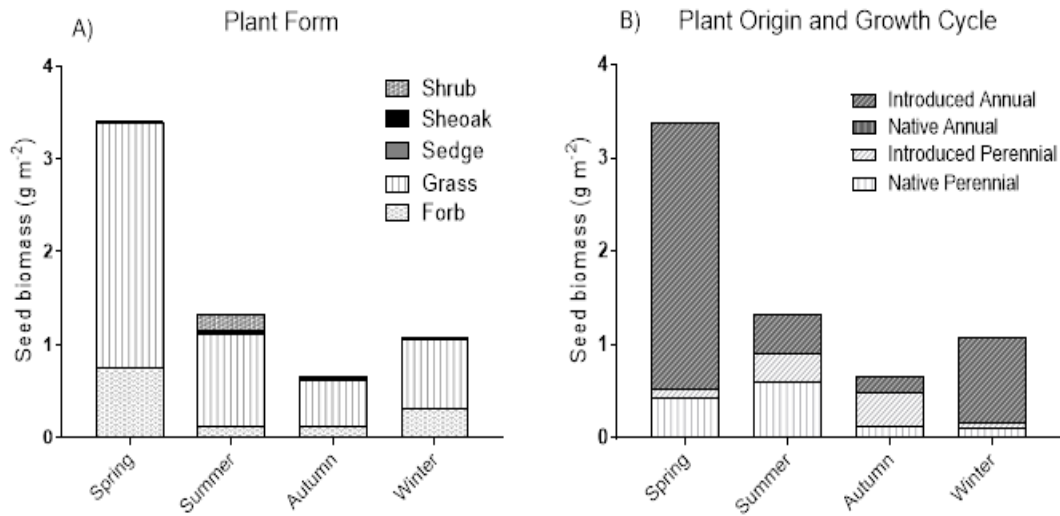 A) Plant Form
Seed biomass (g m⁻²)
4
3
2
1
0
Shrub
Sheoak
Sedge
Grass
Forb
Spring
Summer
Autumn
Winter
B) Plant Origin and Growth Cycle
Seed biomass (g m⁻²)
4
3
2
1
0
Introduced Annual
Native Annual
Introduced Perennial
Native Perennial
Spring
Summer
Autumn
Winter